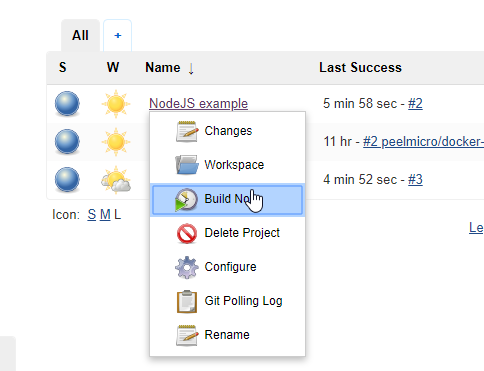 All +
S W Name ↓ Last Success
NodeJS example 5 min 58 sec - #2
Changes
11 hr - #2 peelmicro/docker-
Workspace
4 min 52 sec - #3
Build No
Icon: S M L
Le
Delete Project
Configure
Git Polling Log
Rename